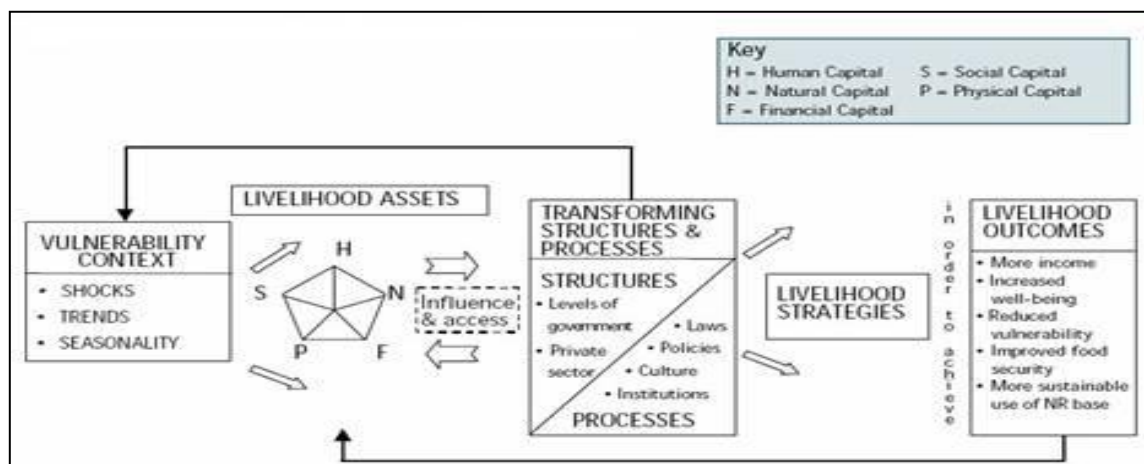 Key
H = Human Capital S = Social Capital
N = Natural Capital P = Physical Capital
F = Financial Capital
LIVELIHOOD ASSETS
VULNERABILITY
CONTEXT
• SHOCKS
• TRENDS
• SEASONALITY
H
S
N
P
F
Influence
& access
TRANSFORMING
STRUCTURES &
PROCESSES
STRUCTURES
• Levels of
government
• Private
sector
• Laws
• Policies
• Culture
• Institutions
PROCESSES
LIVELIHOOD
STRATEGIES
in order to achieve
LIVELIHOOD
OUTCOMES
• More income
• Increased
well-being
• Reduced
vulnerability
• Improved food
security
• More sustainable
use of NR base